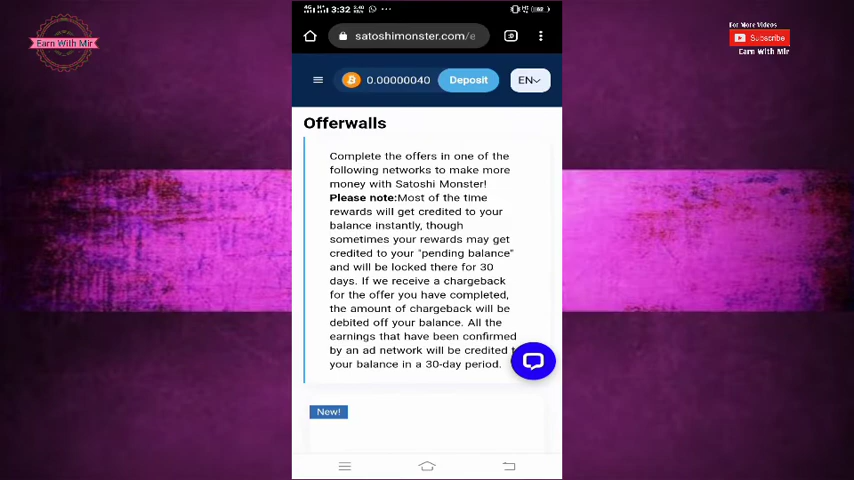 3:32
Earn With Mir
For More Videos
Subscribe
Earn With Mir
satoshimonster.com/e
0.00000040
Deposit
EN
Offerwalls
Complete the offers in one of the
following networks to make more
money with Satoshi Monster!
Please note:Most of the time
rewards will get credited to your
balance instantly, though
sometimes your rewards may get
credited to your "pending balance"
and will be locked there for 30
days. If we receive a chargeback
for the offer you have completed,
the amount of chargeback will be
debited off your balance. All the
earnings that have been confirmed
by an ad network will be credited t
your balance in a 30-day period.
New!